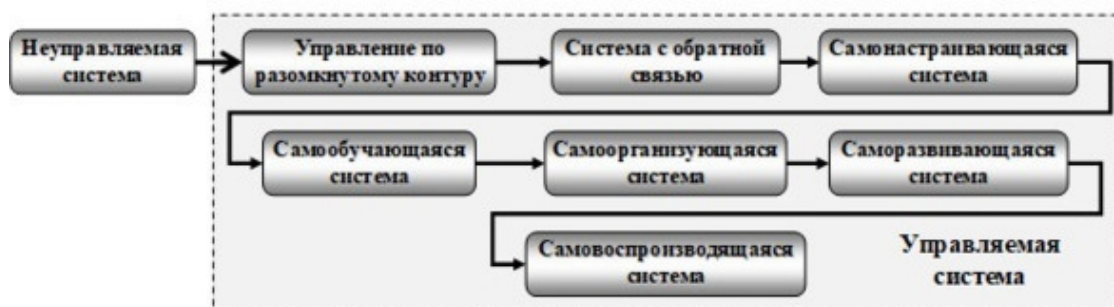 Неуправляемая
система
Управление по
разомкнутому контуру
Система с обратной
связью
Самонастраивающаяся
система
Самообучающаяся
система
Самоорганизующаяся
система
Саморазвивающаяся
система
Самовоспроизводящаяся
система
Управляемая
система